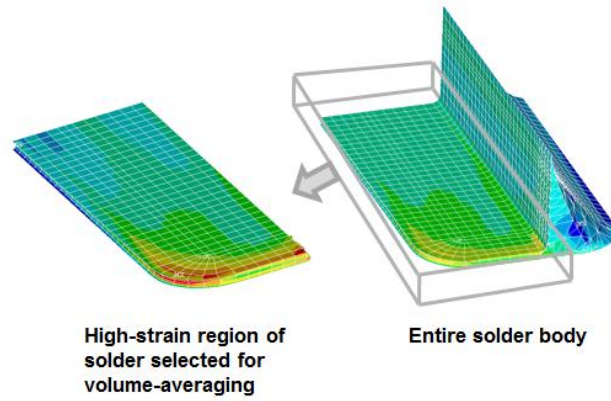 High-strain region of
solder selected for
volume-averaging
Entire solder body